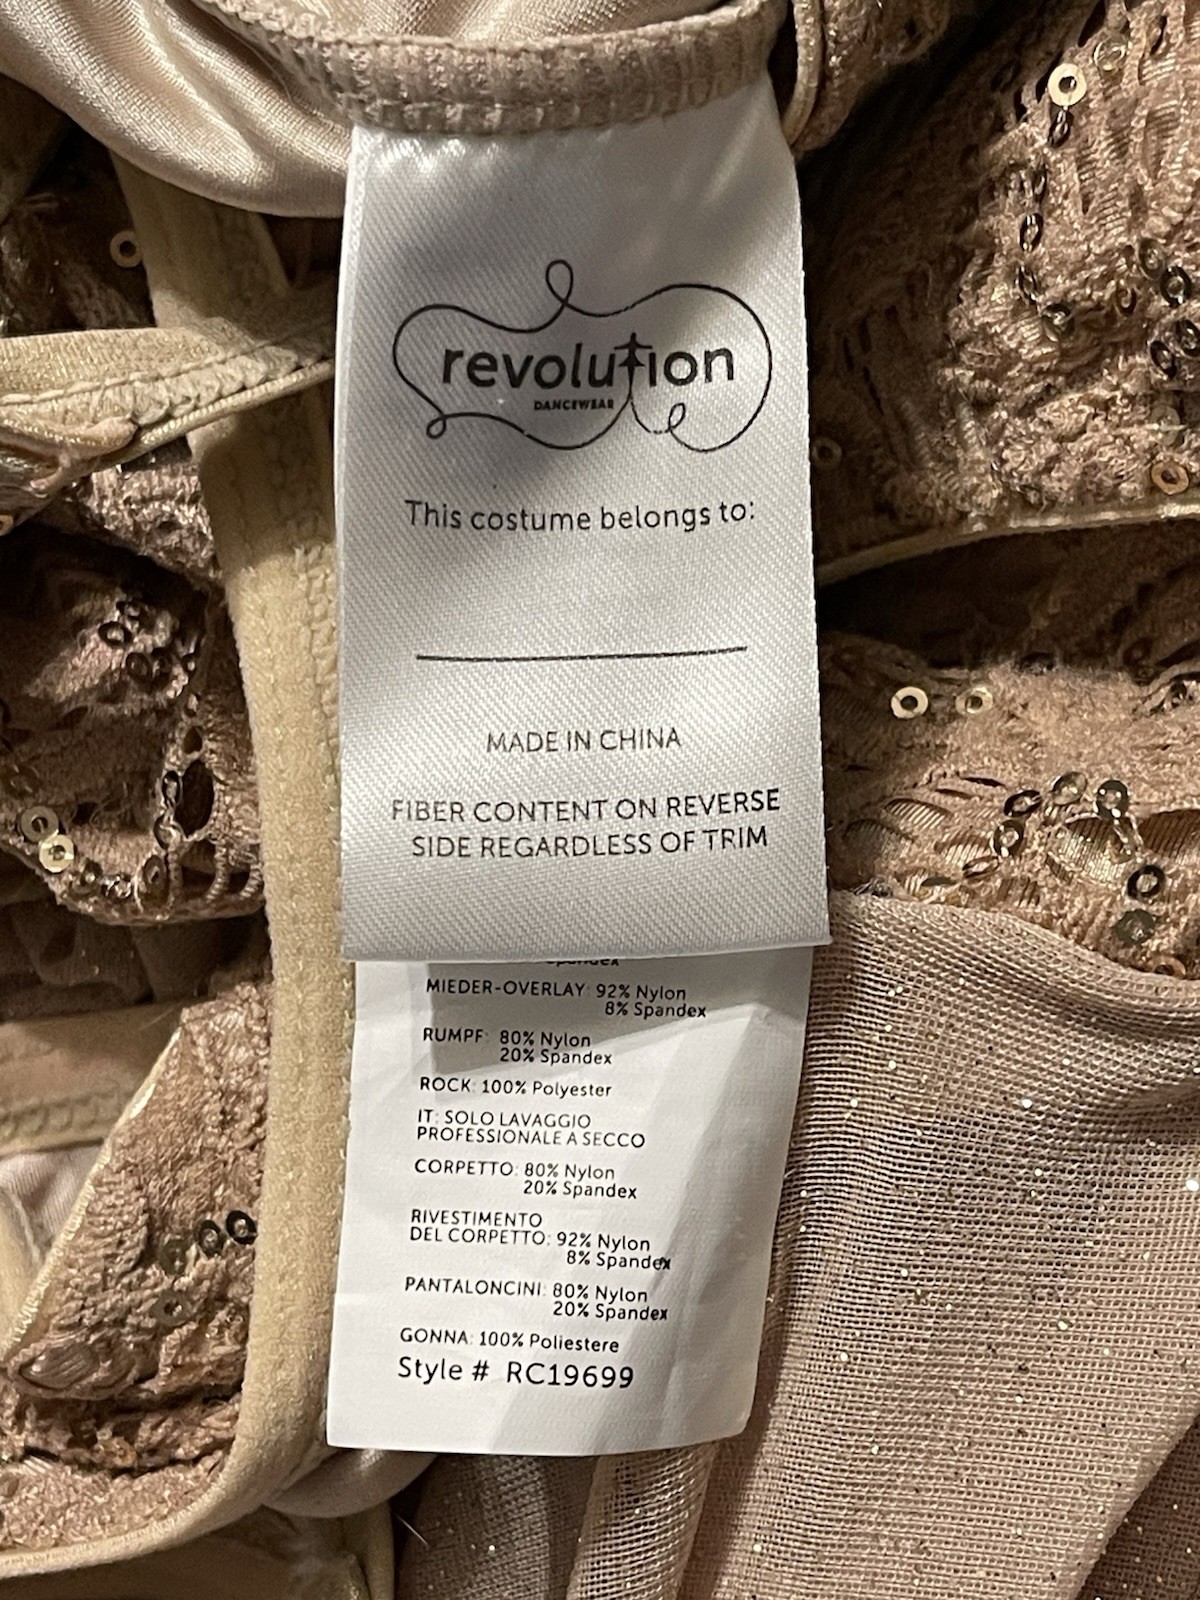 revolution
DANCEWEAR
This costume belongs to:
MADE IN CHINA
FIBER CONTENT ON REVERSE
SIDE REGARDLESS OF TRIM
Spandex
MIEDER-OVERLAY: 92% Nylon
8% Spandex
RUMPF: 80% Nylon
20% Spandex
ROCK: 100% Polyester
IT: SOLO LAVAGGIO
PROFESSIONALE A SECCO
CORPETTO: 80% Nylon
20% Spandex
RIVESTIMENTO
DEL CORPETTO: 92% Nylon
8% Spandex
PANTALONCINI: 80% Nylon
20% Spandex
GONNA: 100% Poliestere
Style # RC19699